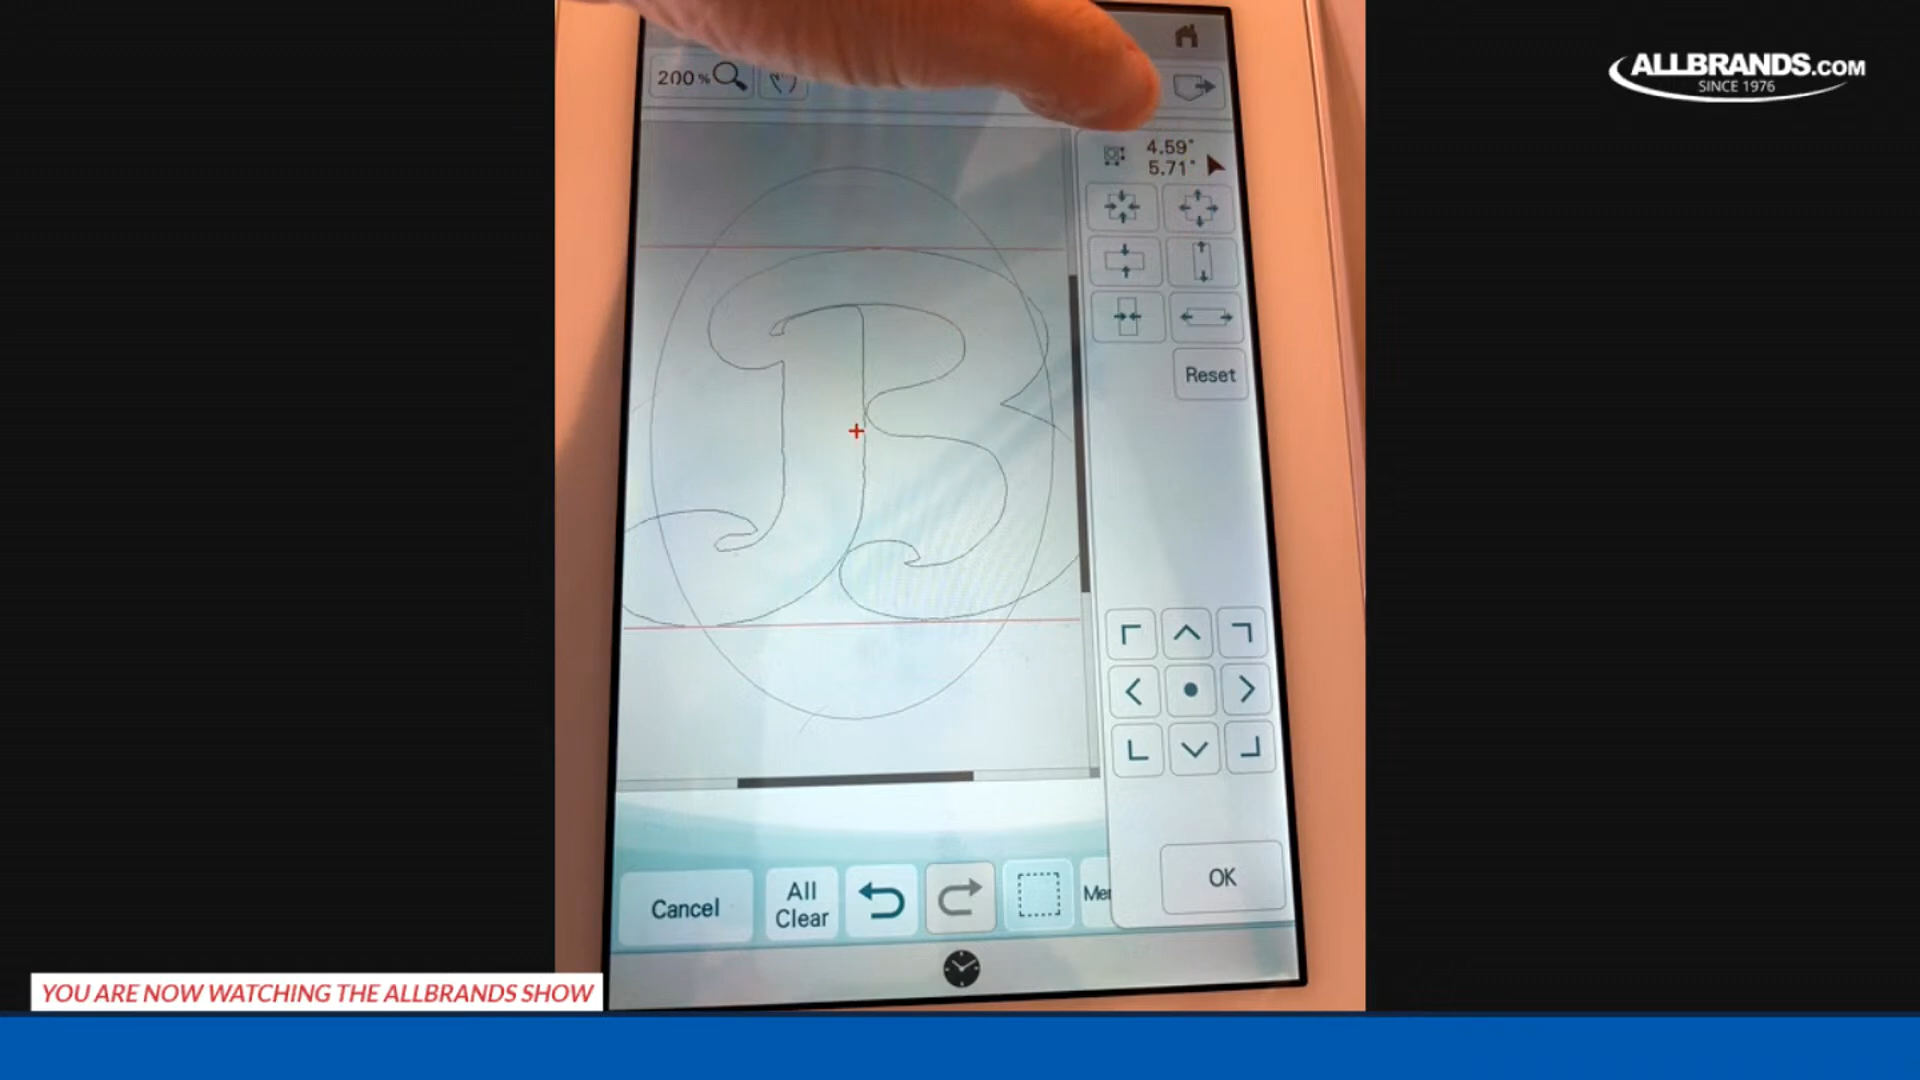 ALLBRANDS.COM
SINCE 1976
200 %
4.59"
5.71"
Reset
B
OK
Cancel
All
Clear
YOU ARE NOW WATCHING THE ALLBRANDS SHOW